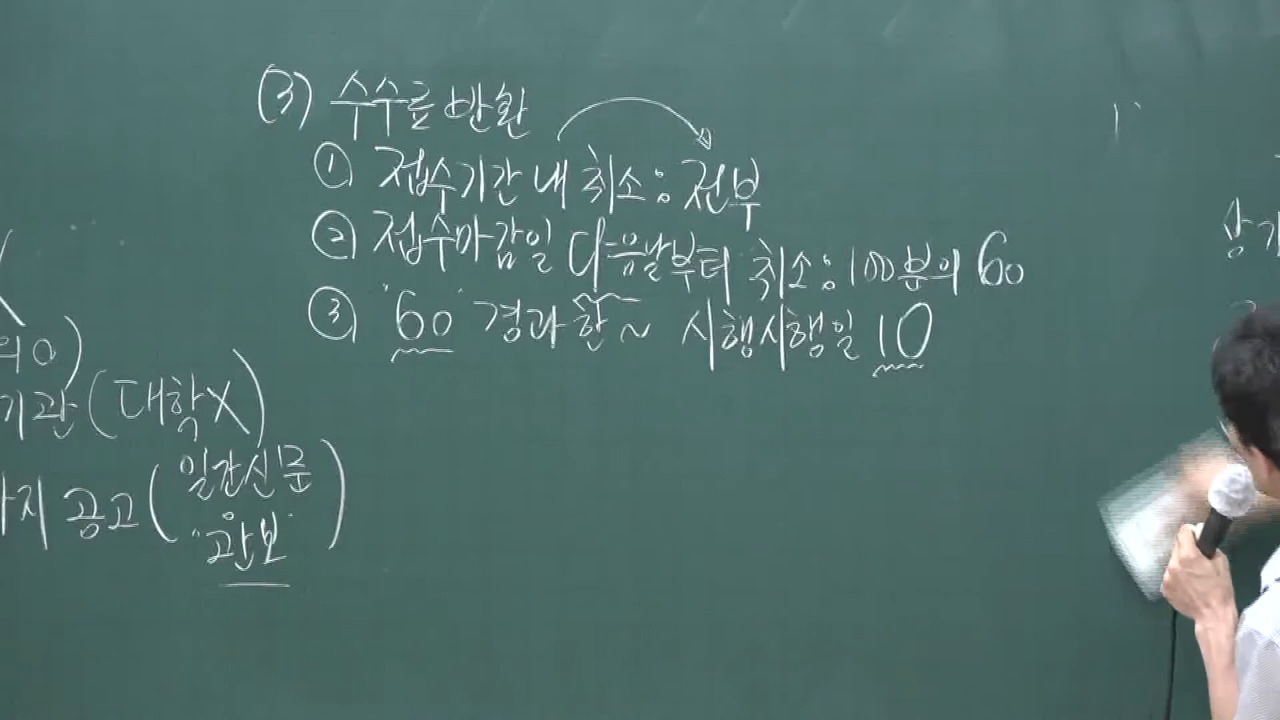 (3) 수수료 반환
① 접수기간 내 취소: 전부
② 접수마감일 다음날부터 취소: 100분의 60
③ '60' 경과한 ~ 시행시행일 10
의 0)
기관 (대학X)
까지 공고 (일간신문
"관보")